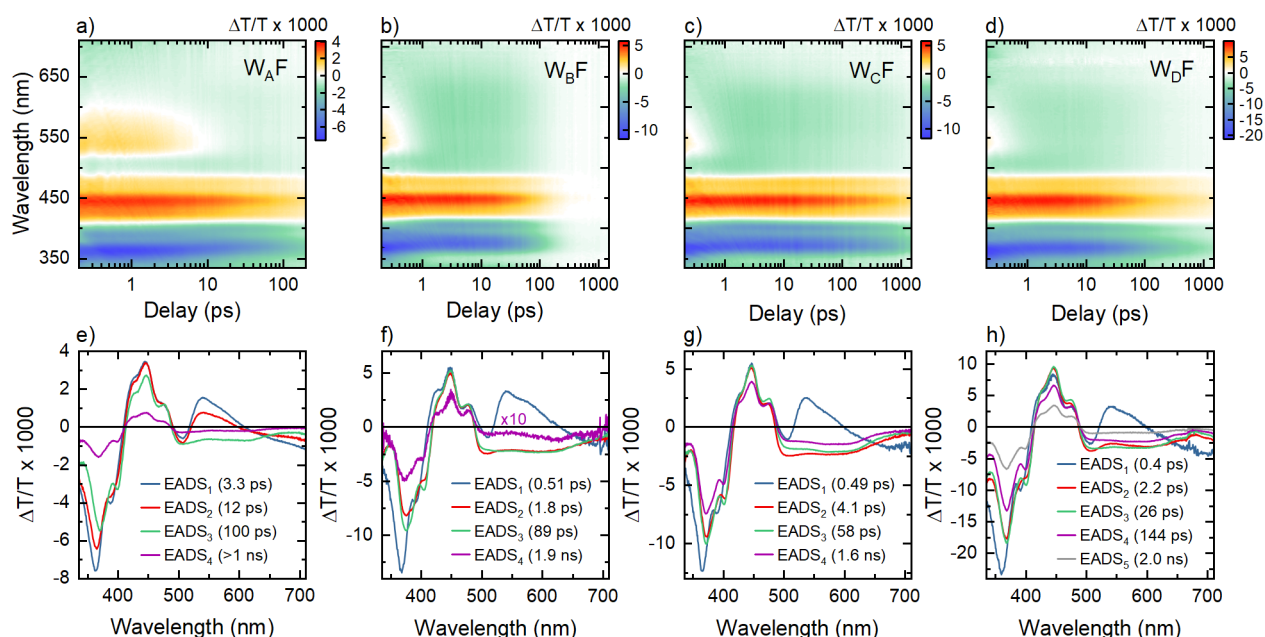 a) ΔT/T x 1000
b) ΔT/T x 1000
c) ΔT/T x 1000
d) ΔT/T x 1000
W_AF
W_BF
W_CF
W_DF
4
2
0
-2
-4
-6
5
0
-5
-10
5
0
-5
-10
5
0
-5
-10
-15
-20
Wavelength (nm)
650
550
450
350
1 10 100
1 10 100 1000
1 10 100 1000
1 10 100 1000
Delay (ps)
Delay (ps)
Delay (ps)
Delay (ps)
e)
ΔT/T x 1000
4
2
0
-2
-4
-6
-8
EADS₁ (3.3 ps)
EADS₂ (12 ps)
EADS₃ (100 ps)
EADS₄ (>1 ns)
400 500 600 700
Wavelength (nm)
f)
ΔT/T x 1000
5
0
-5
-10
x10
EADS₁ (0.51 ps)
EADS₂ (1.8 ps)
EADS₃ (89 ps)
EADS₄ (1.9 ns)
400 500 600 700
Wavelength (nm)
g)
ΔT/T x 1000
5
0
-5
-10
EADS₁ (0.49 ps)
EADS₂ (4.1 ps)
EADS₃ (58 ps)
EADS₄ (1.6 ns)
400 500 600 700
Wavelength (nm)
h)
ΔT/T x 1000
10
5
0
-5
-10
-15
-20
EADS₁ (0.4 ps)
EADS₂ (2.2 ps)
EADS₃ (26 ps)
EADS₄ (144 ps)
EADS₅ (2.0 ns)
400 500 600 700
Wavelength (nm)